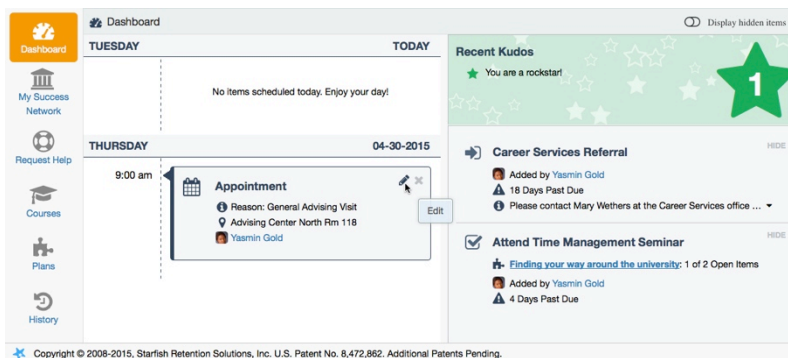 Dashboard
Display hidden items
Dashboard
My Success
Network
Request Help
Courses
Plans
History
TUESDAY TODAY
No items scheduled today. Enjoy your day!
THURSDAY 04-30-2015
9:00 am
Appointment
Reason: General Advising Visit
Advising Center North Rm 118
Yasmin Gold
Edit
Recent Kudos
You are a rockstar!
1
Career Services Referral
HIDE
Added by Yasmin Gold
18 Days Past Due
Please contact Mary Wethers at the Career Services office ...
Attend Time Management Seminar
HIDE
Finding your way around the university: 1 of 2 Open Items
Added by Yasmin Gold
4 Days Past Due
Copyright © 2008-2015, Starfish Retention Solutions, Inc. U.S. Patent No. 8,472,862. Additional Patents Pending.